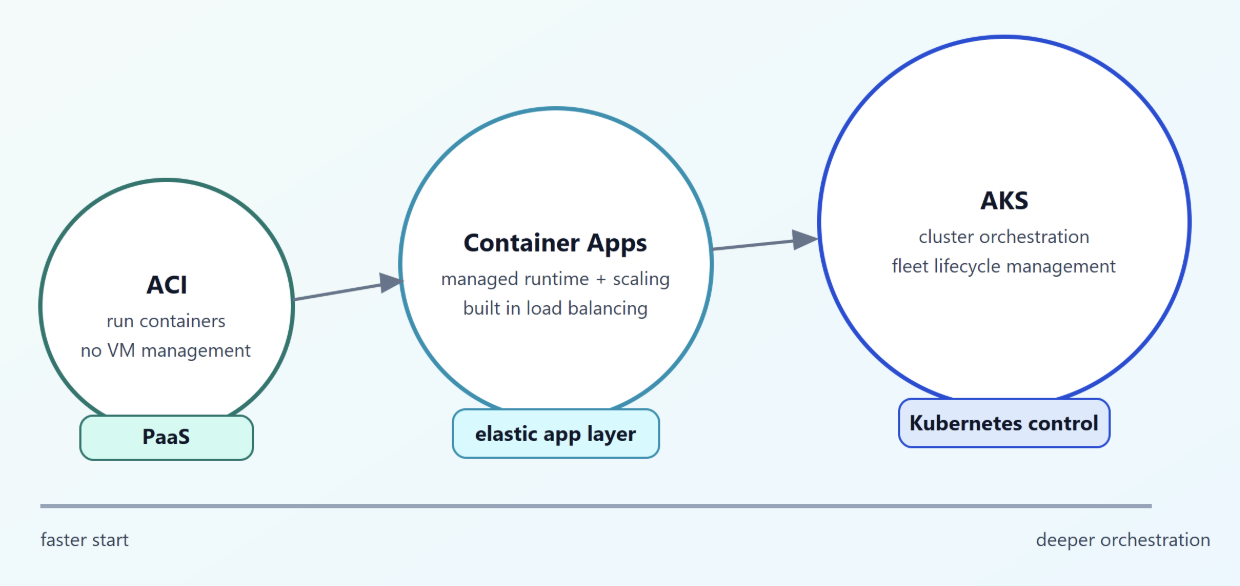 ACI
run containers
no VM management
PaaS
Container Apps
managed runtime + scaling
built in load balancing
elastic app layer
AKS
cluster orchestration
fleet lifecycle management
Kubernetes control
faster start
deeper orchestration